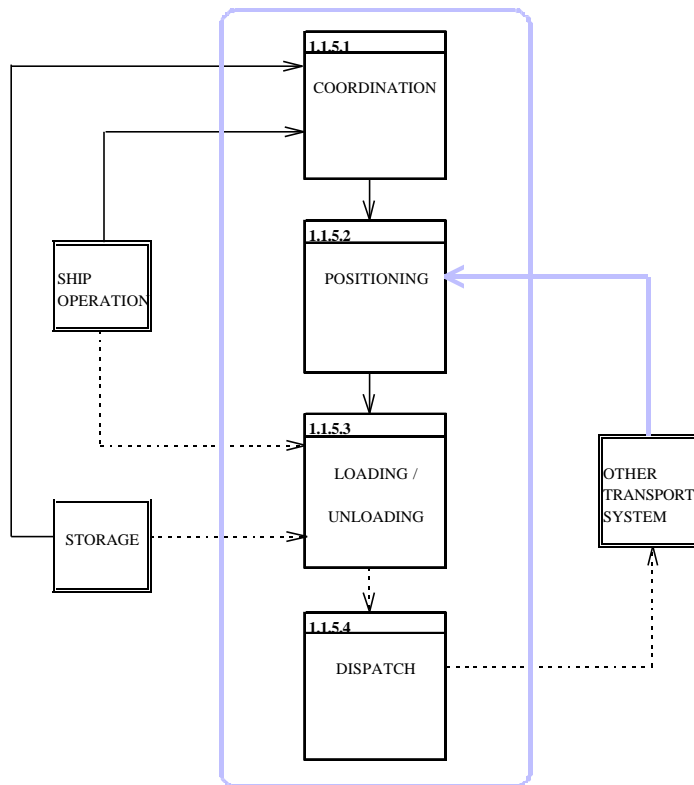 1.1.5.1
COORDINATION
1.1.5.2
SHIP
OPERATION
POSITIONING
1.1.5.3
LOADING /
UNLOADING
OTHER
TRANSPORT
SYSTEM
STORAGE
1.1.5.4
DISPATCH